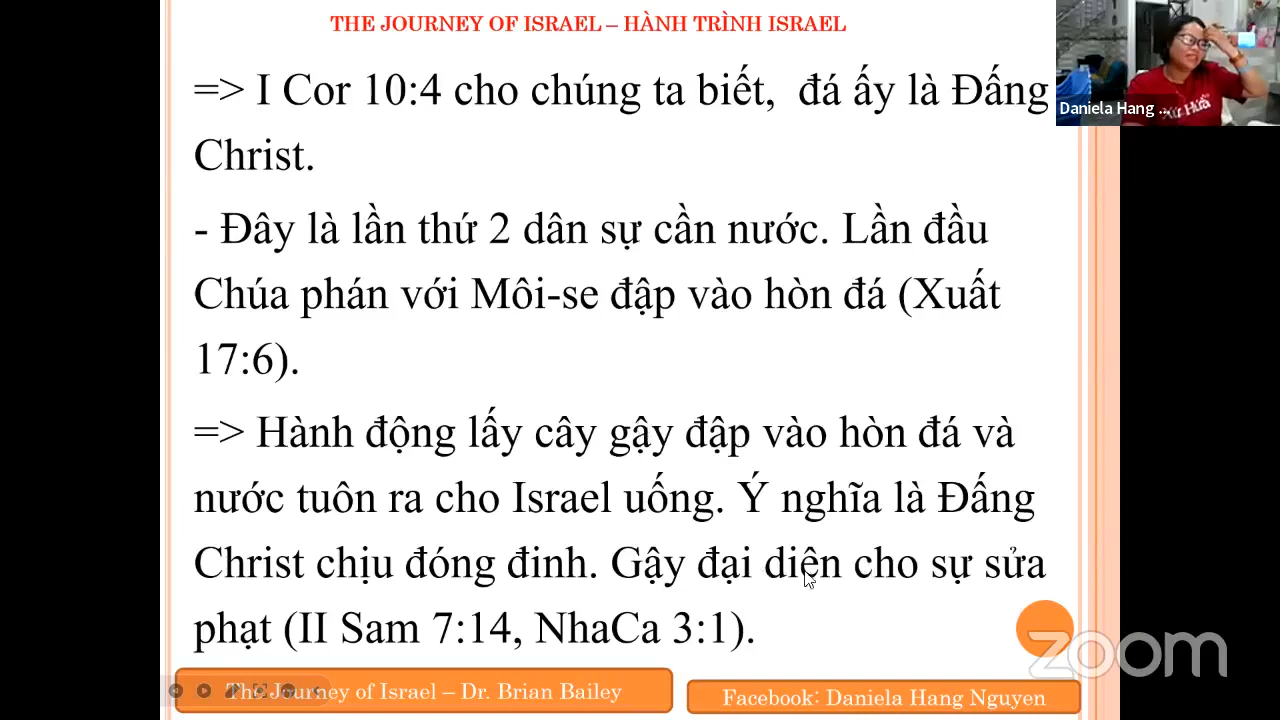 THE JOURNEY OF ISRAEL – HÀNH TRÌNH ISRAEL
=> I Cor 10:4 cho chúng ta biết, đá ấy là Đấng
Christ.
- Đây là lần thứ 2 dân sự cần nước. Lần đầu
Chúa phán với Môi-se đập vào hòn đá (Xuất
17:6).
=> Hành động lấy cây gậy đập vào hòn đá và
nước tuôn ra cho Israel uống. Ý nghĩa là Đấng
Christ chịu đóng đinh. Gậy đại diện cho sự sửa
phạt (II Sam 7:14, NhaCa 3:1).
The Journey of Israel – Dr. Brian Bailey
Facebook: Daniela Hang Nguyen
Daniela Hang ...
zoom